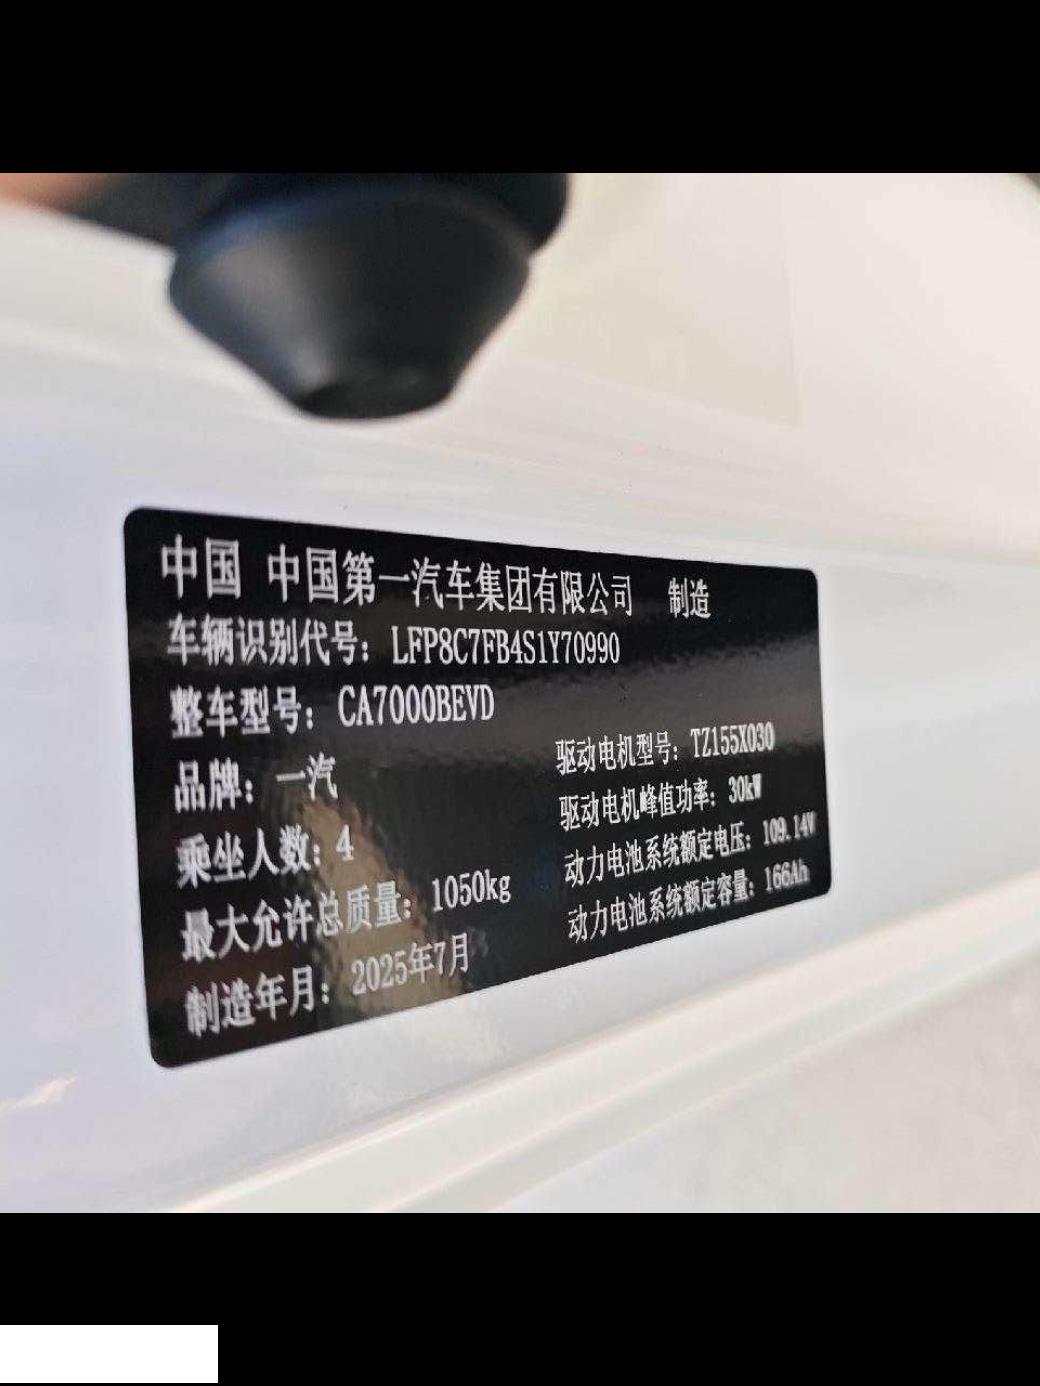 中国 中国第一汽车集团有限公司 制造
车辆识别代号：LFP8C7FB4S1Y70990
整车型号：CA7000BEVD
品牌：一汽
驱动电机型号：TZ155X030
乘坐人数：4
驱动电机峰值功率：30kW
最大允许总质量：1050kg
动力电池系统额定电压：109.14V
制造年月：2025年7月
动力电池系统额定容量：166Ah